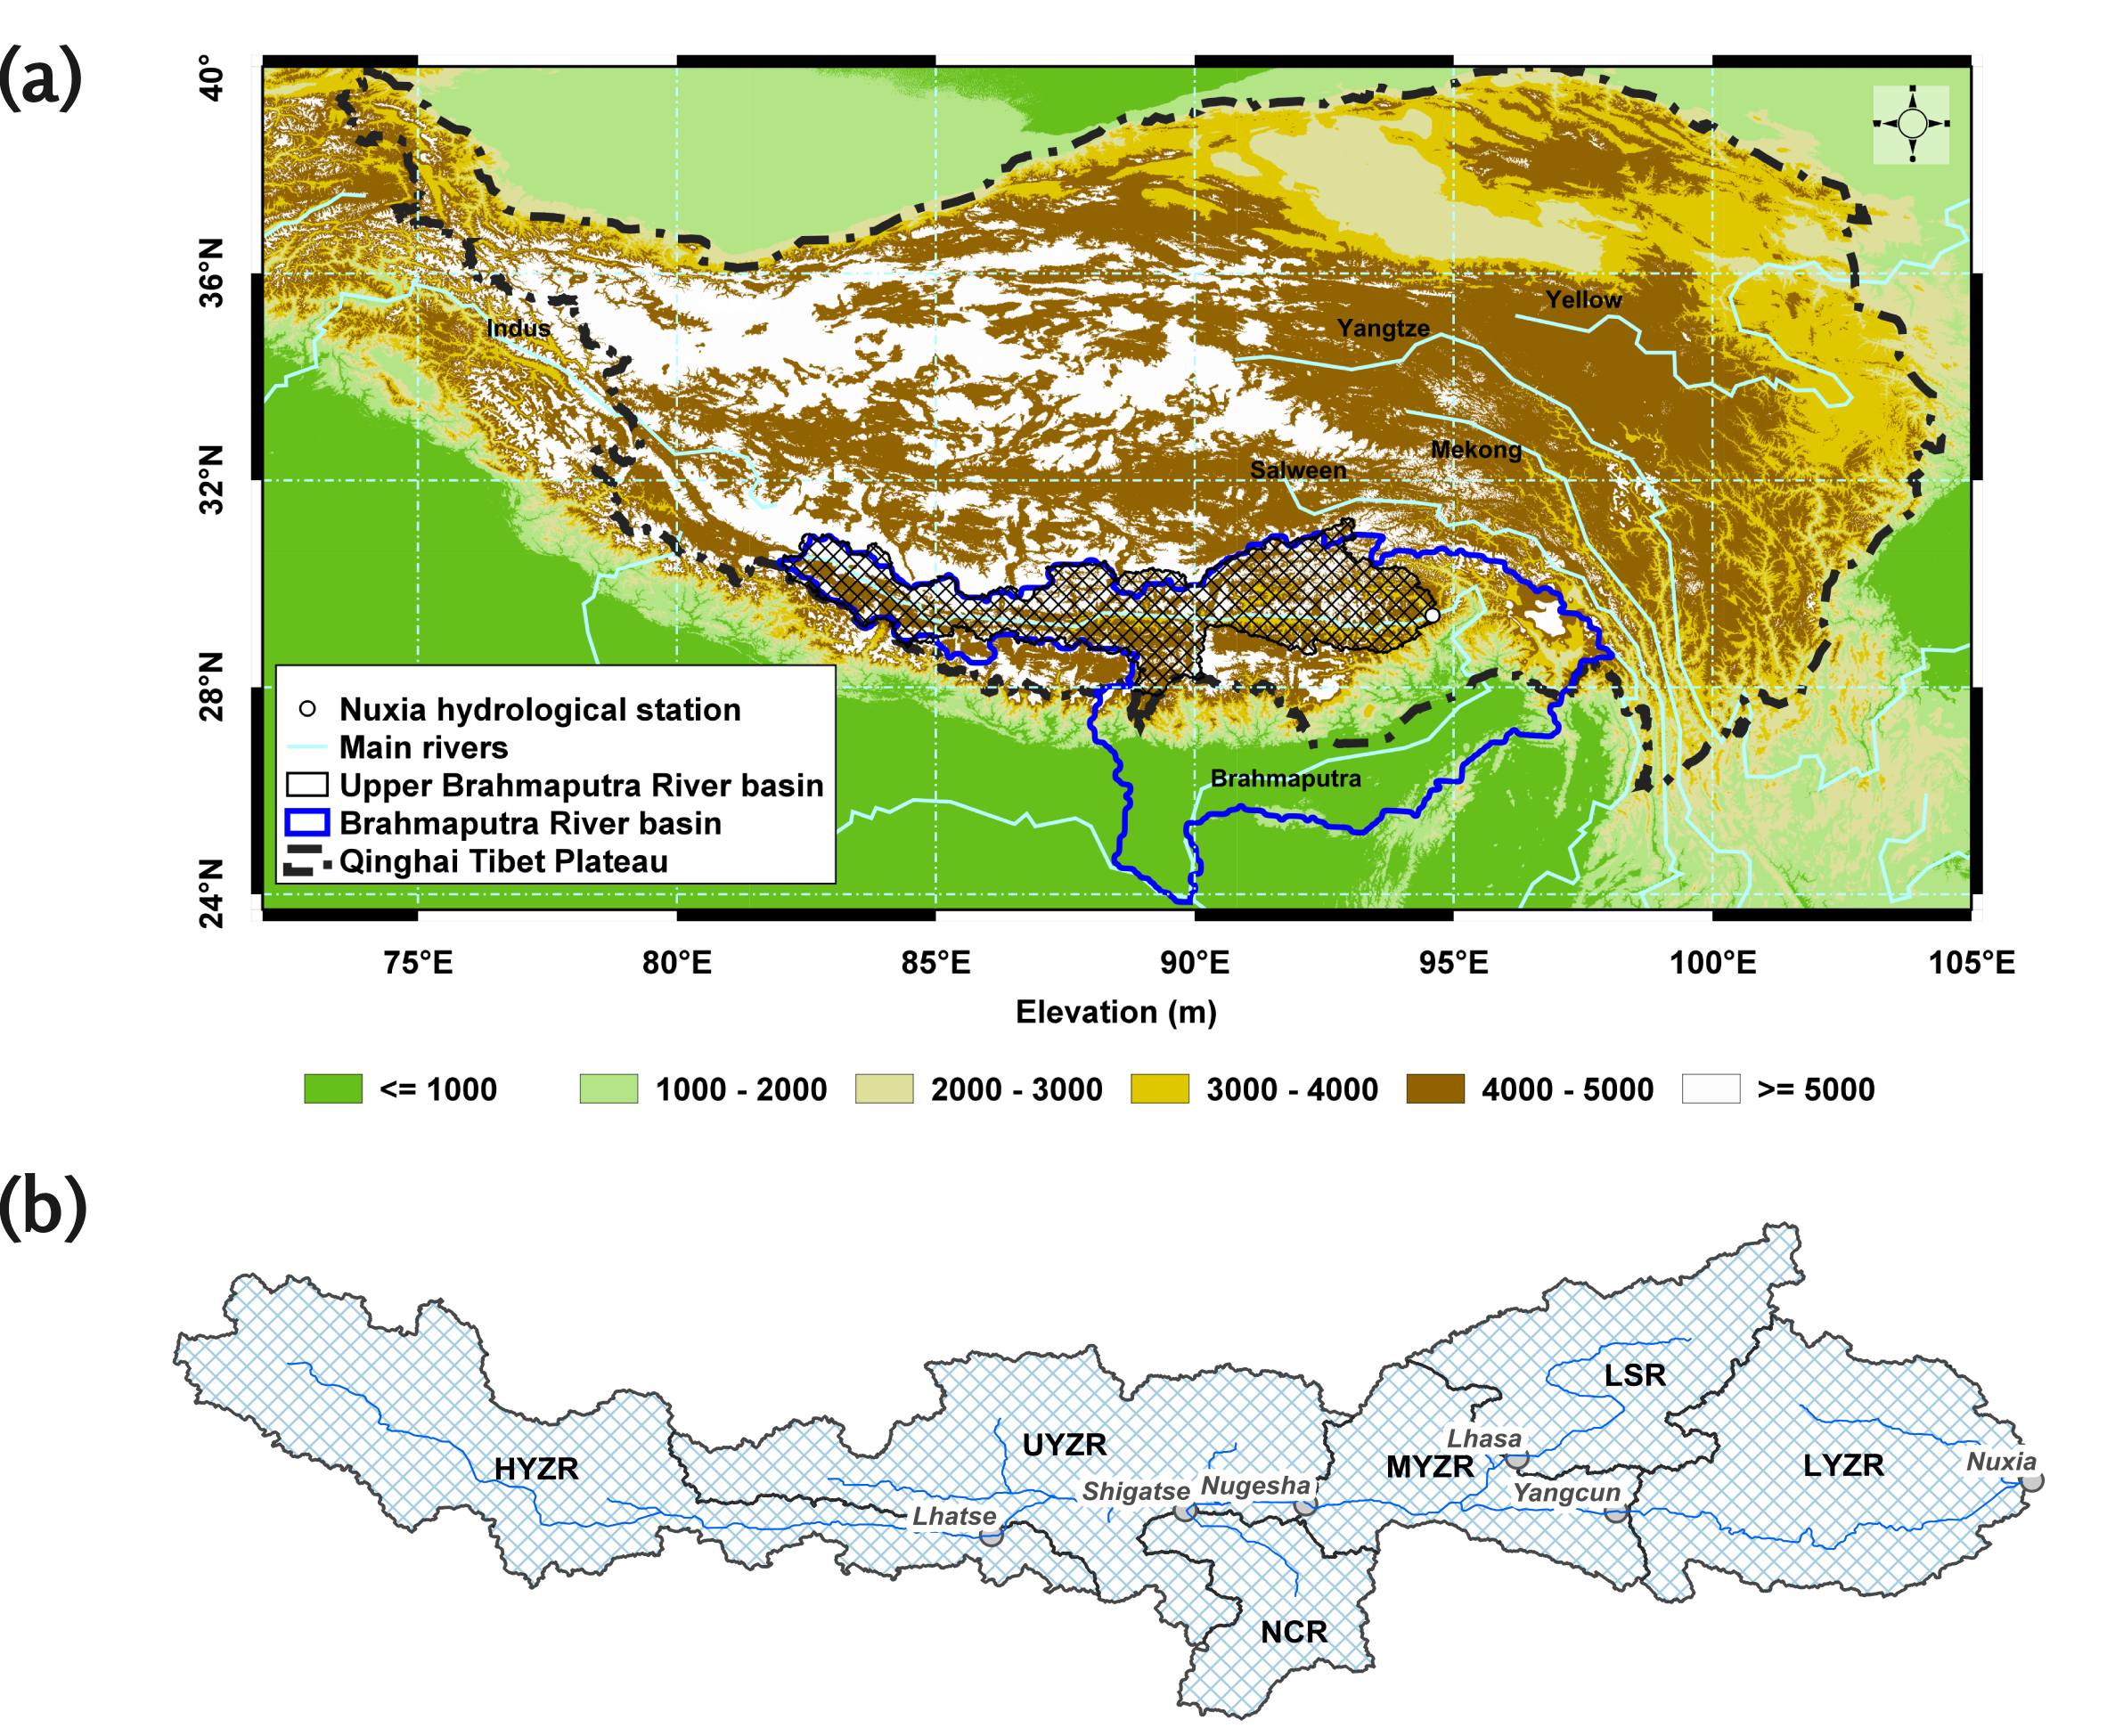 (a)
40°
36°N
32°N
28°N
24°N
Indus
Yellow
Yangtze
Mekong
Salween
Brahmaputra
Nuxia hydrological station
Main rivers
Upper Brahmaputra River basin
Brahmaputra River basin
Qinghai Tibet Plateau
75°E 80°E 85°E 90°E 95°E 100°E 105°E
Elevation (m)
<= 1000 1000 - 2000 2000 - 3000 3000 - 4000 4000 - 5000 >= 5000
(b)
LSR
UYZR
Lhasa
HYZR
MYZR
LYZR
Nuxia
Shigatse
Nugesha
Yangcun
Lhatse
NCR